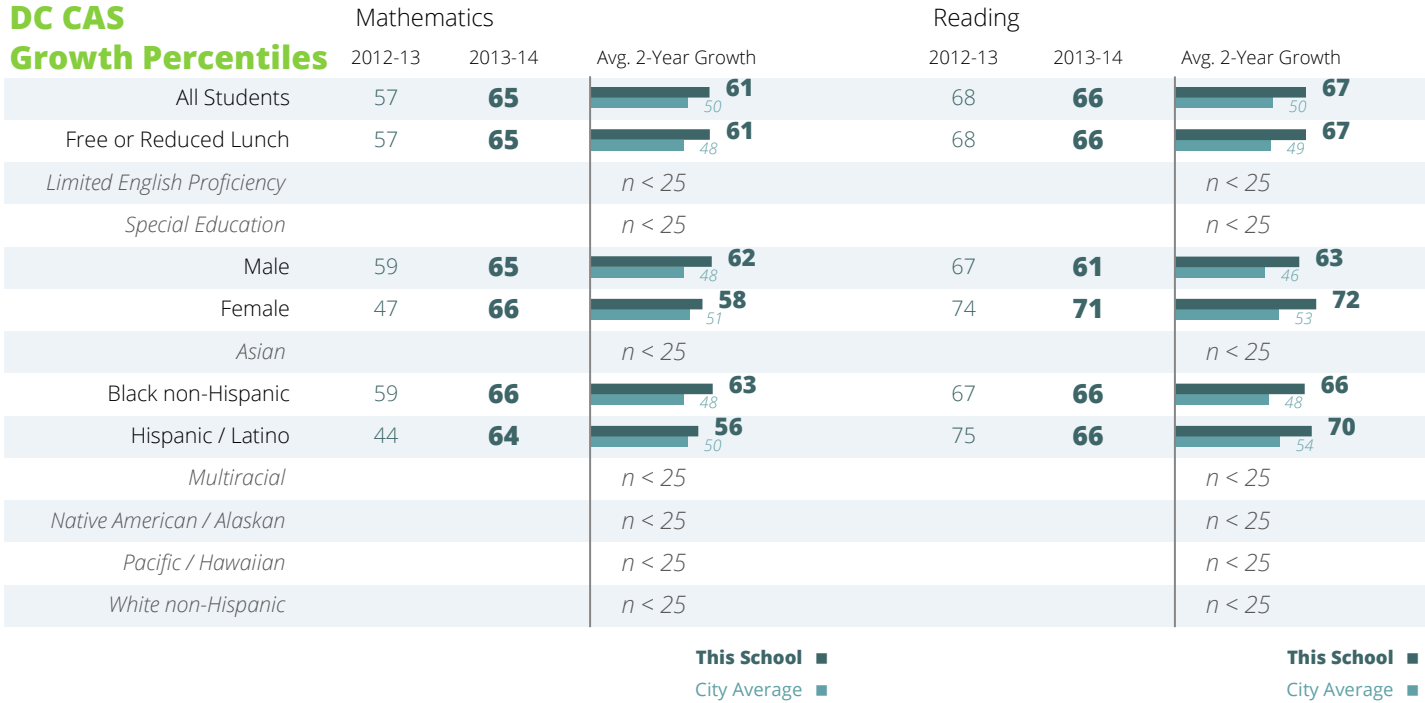 DC CAS Mathematics Reading
Growth Percentiles 2012-13 2013-14 Avg. 2-Year Growth 2012-13 2013-14 Avg. 2-Year Growth
All Students 57 65 61 50 68 66 67 50
Free or Reduced Lunch 57 65 61 48 68 66 67 49
Limited English Proficiency n < 25 n < 25
Special Education n < 25 n < 25
Male 59 65 62 48 67 61 63 46
Female 47 66 58 51 74 71 72 53
Asian n < 25 n < 25
Black non-Hispanic 59 66 63 48 67 66 66 48
Hispanic / Latino 44 64 56 50 75 66 70 54
Multiracial n < 25 n < 25
Native American / Alaskan n < 25 n < 25
Pacific / Hawaiian n < 25 n < 25
White non-Hispanic n < 25 n < 25
This School This School
City Average City Average